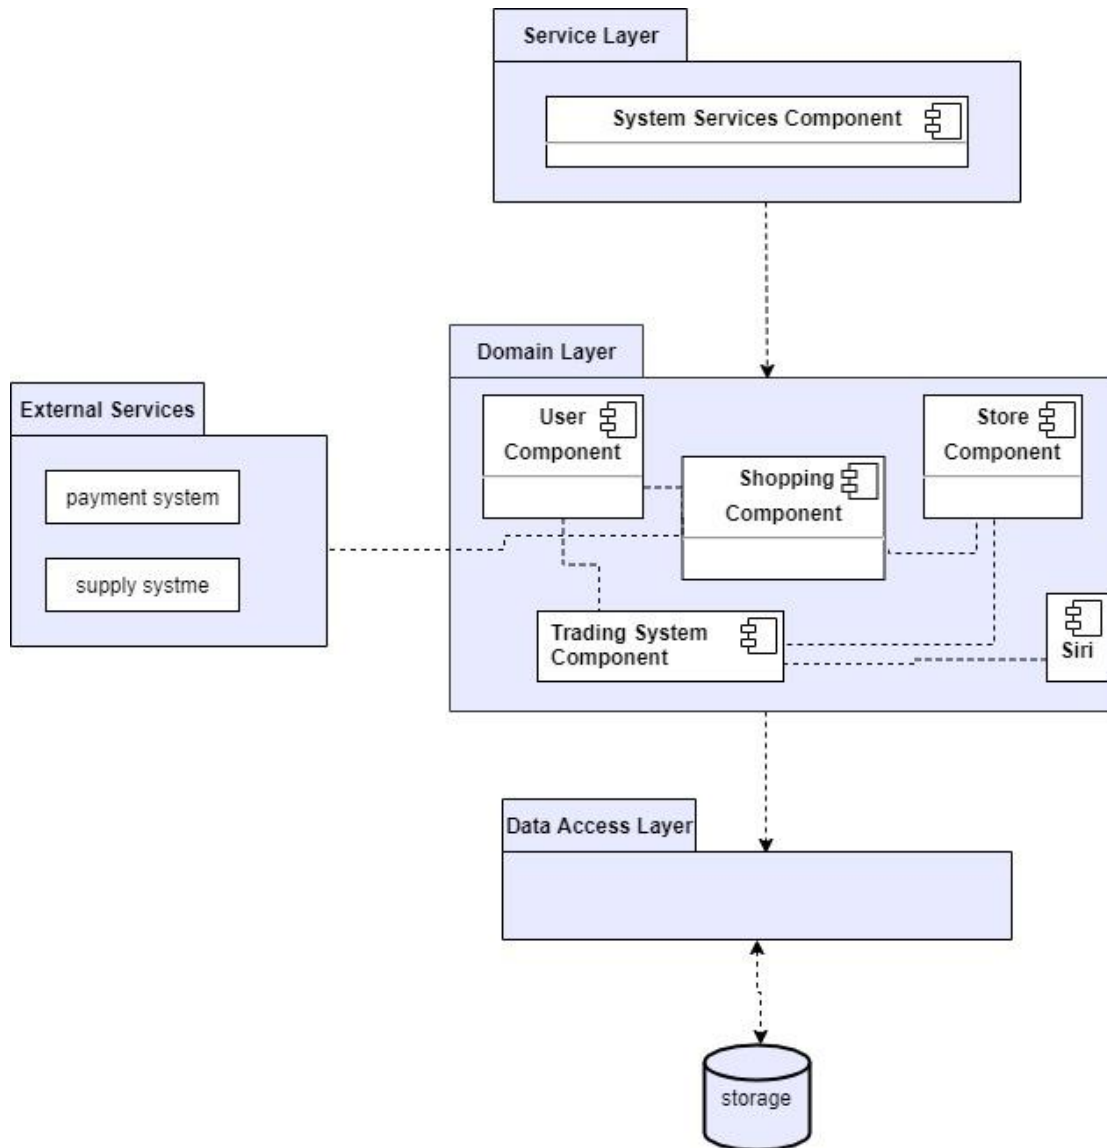 Service Layer
System Services Component
Domain Layer
External Services
User
Component
Store
Component
Shopping
Component
payment system
supply systme
Trading System
Component
Siri
Data Access Layer
storage